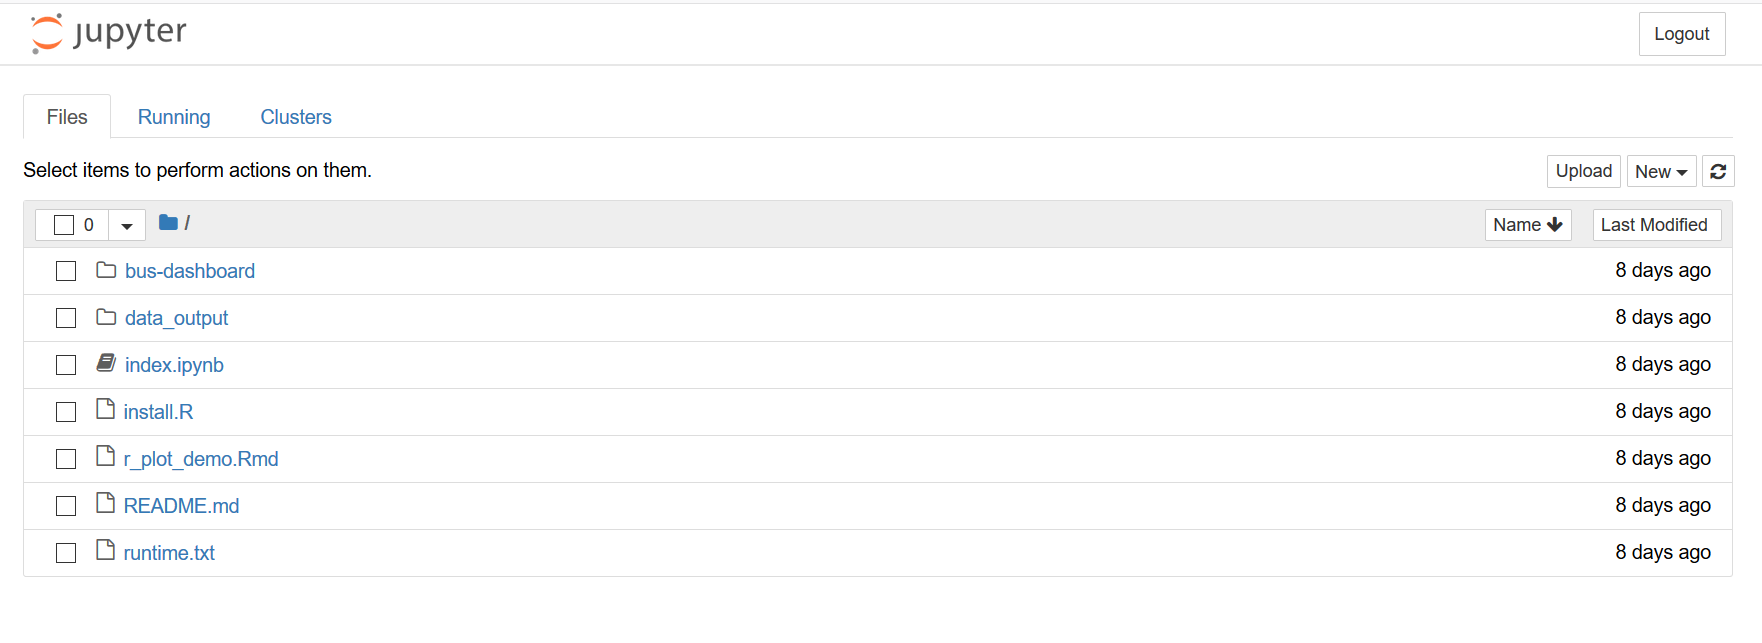 jupyter
Logout
Files Running Clusters
Select items to perform actions on them.
Upload New
0 / Name Last Modified
bus-dashboard 8 days ago
data_output 8 days ago
index.ipynb 8 days ago
install.R 8 days ago
r_plot_demo.Rmd 8 days ago
README.md 8 days ago
runtime.txt 8 days ago